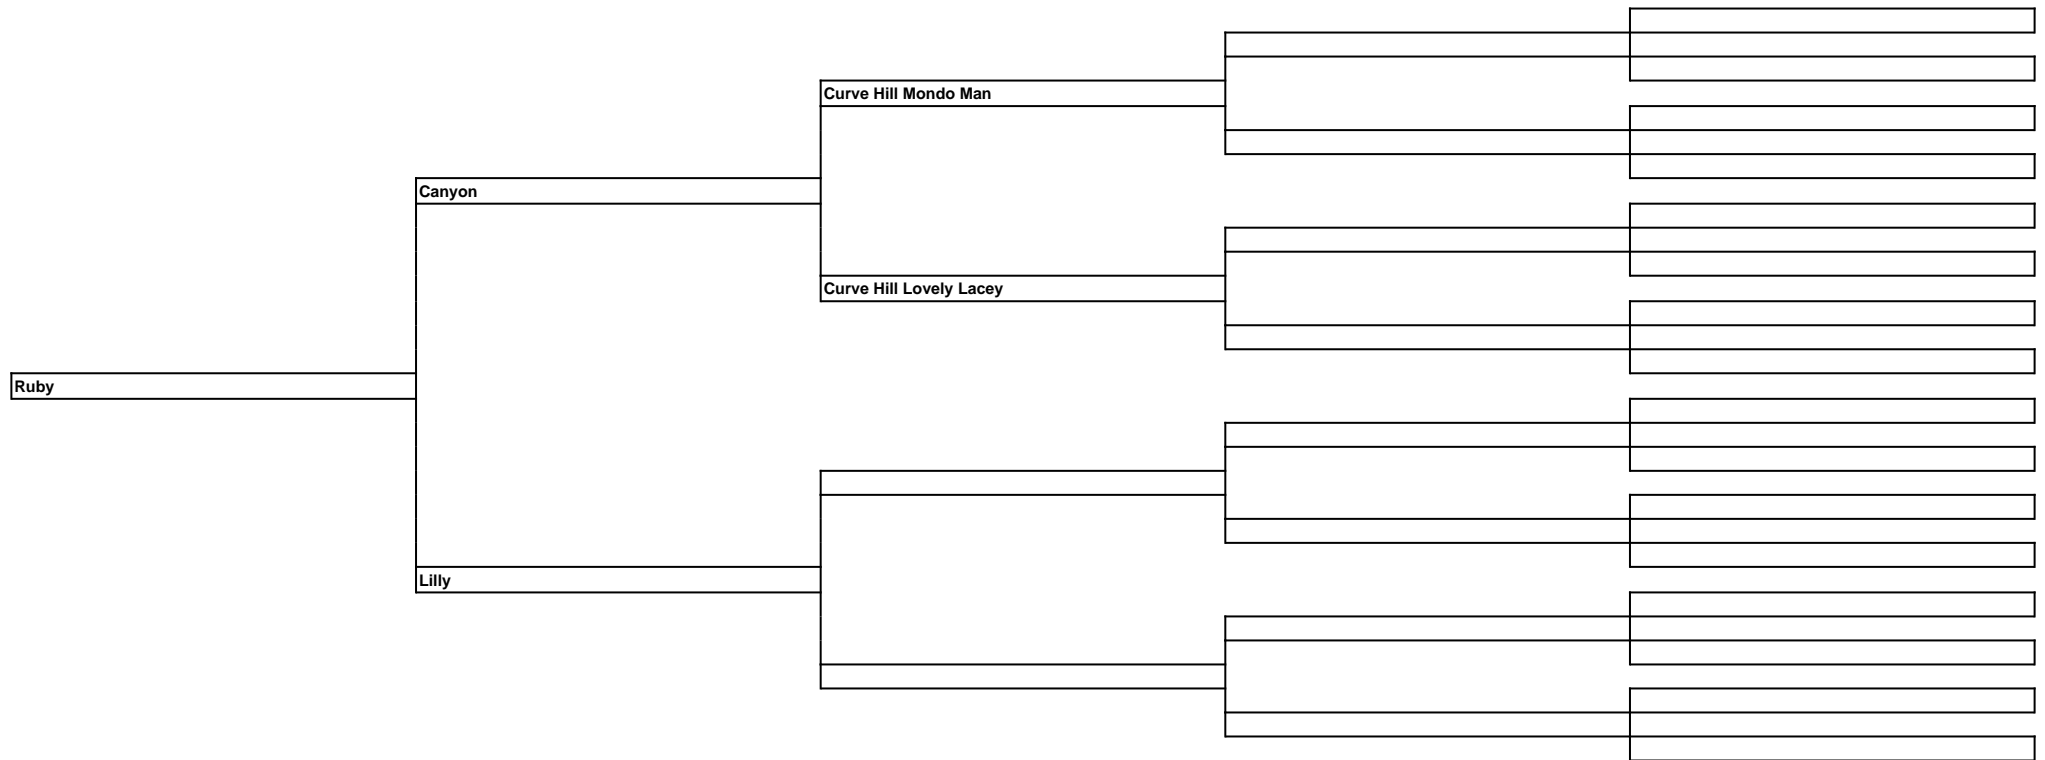 Curve Hill Mondo Man
Canyon
Curve Hill Lovely Lacey
Ruby
Lilly